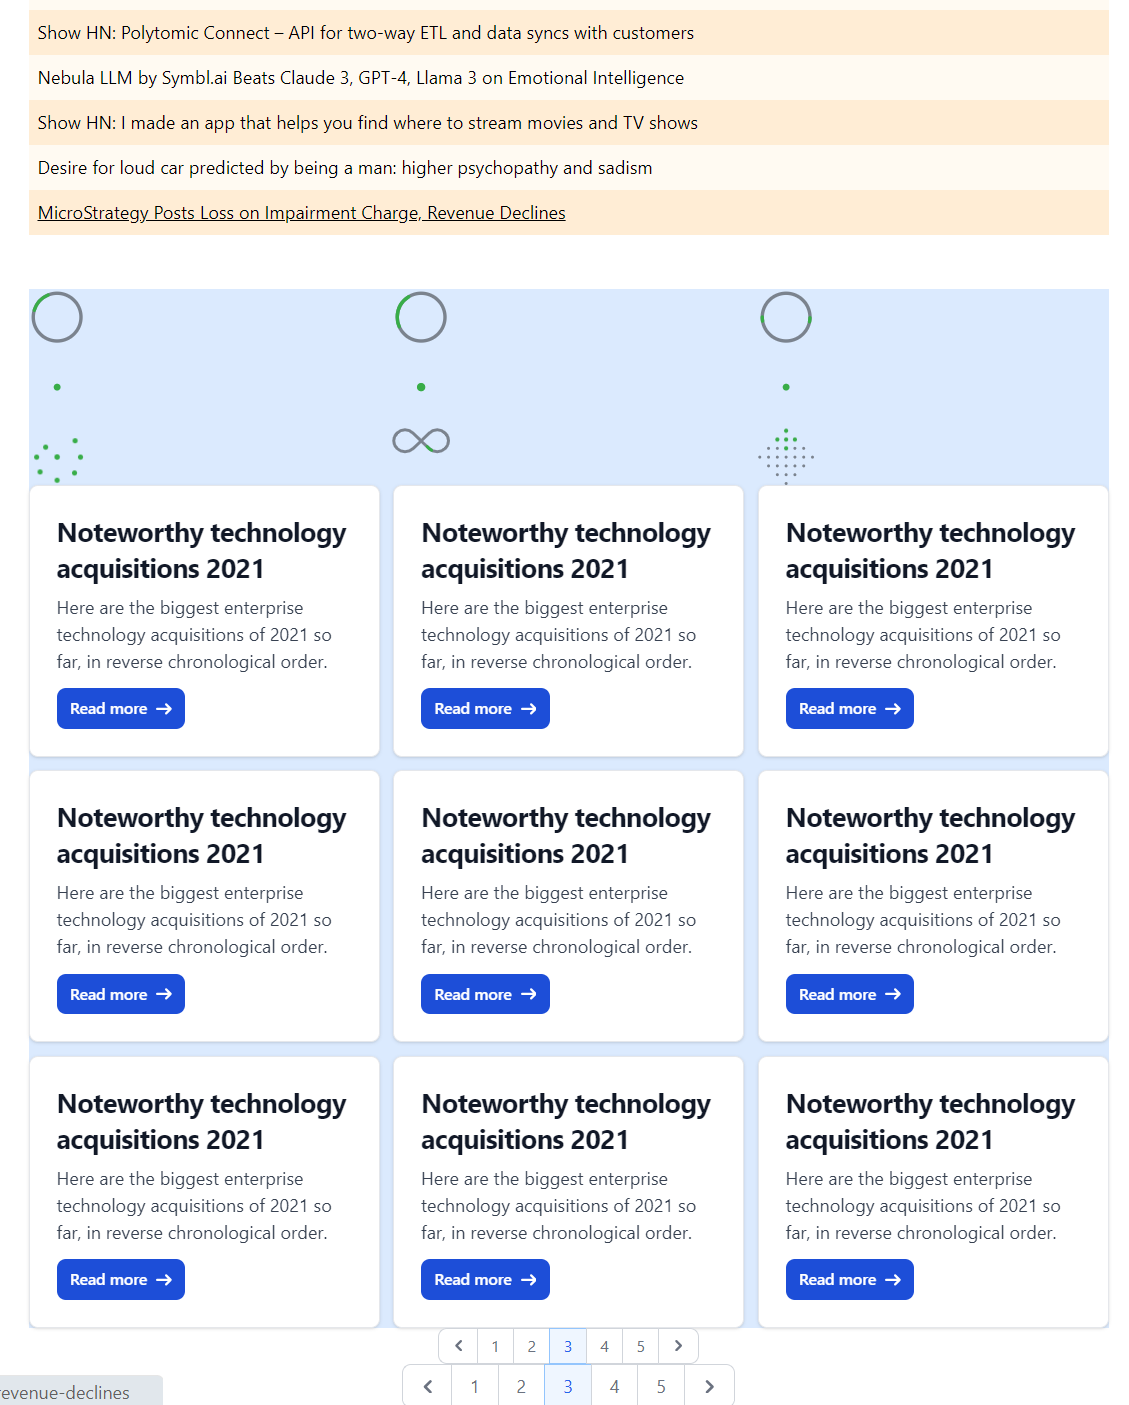 Show HN: Polytomic Connect – API for two-way ETL and data syncs with customers
Nebula LLM by Symbl.ai Beats Claude 3, GPT-4, Llama 3 on Emotional Intelligence
Show HN: I made an app that helps you find where to stream movies and TV shows
Desire for loud car predicted by being a man: higher psychopathy and sadism
MicroStrategy Posts Loss on Impairment Charge, Revenue Declines
Noteworthy technology
acquisitions 2021
Here are the biggest enterprise
technology acquisitions of 2021 so
far, in reverse chronological order.
Read more
Noteworthy technology
acquisitions 2021
Here are the biggest enterprise
technology acquisitions of 2021 so
far, in reverse chronological order.
Read more
Noteworthy technology
acquisitions 2021
Here are the biggest enterprise
technology acquisitions of 2021 so
far, in reverse chronological order.
Read more
Noteworthy technology
acquisitions 2021
Here are the biggest enterprise
technology acquisitions of 2021 so
far, in reverse chronological order.
Read more
Noteworthy technology
acquisitions 2021
Here are the biggest enterprise
technology acquisitions of 2021 so
far, in reverse chronological order.
Read more
Noteworthy technology
acquisitions 2021
Here are the biggest enterprise
technology acquisitions of 2021 so
far, in reverse chronological order.
Read more
Noteworthy technology
acquisitions 2021
Here are the biggest enterprise
technology acquisitions of 2021 so
far, in reverse chronological order.
Read more
Noteworthy technology
acquisitions 2021
Here are the biggest enterprise
technology acquisitions of 2021 so
far, in reverse chronological order.
Read more
Noteworthy technology
acquisitions 2021
Here are the biggest enterprise
technology acquisitions of 2021 so
far, in reverse chronological order.
Read more
1 2 3 4 5
1 2 3 4 5
revenue-declines